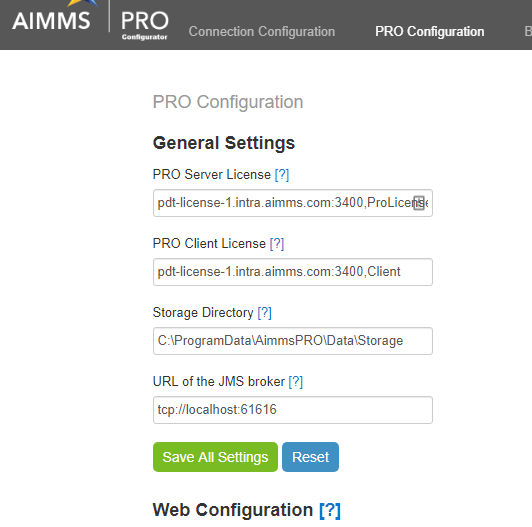 AIMMS PRO
Configurator
Connection Configuration PRO Configuration B
PRO Configuration
General Settings
PRO Server License [?]
pdt-license-1.intra.aimms.com:3400,ProLicense
PRO Client License [?]
pdt-license-1.intra.aimms.com:3400,Client
Storage Directory [?]
C:\ProgramData\AimmsPRO\Data\Storage
URL of the JMS broker [?]
tcp://localhost:61616
Save All Settings Reset
Web Configuration [?]